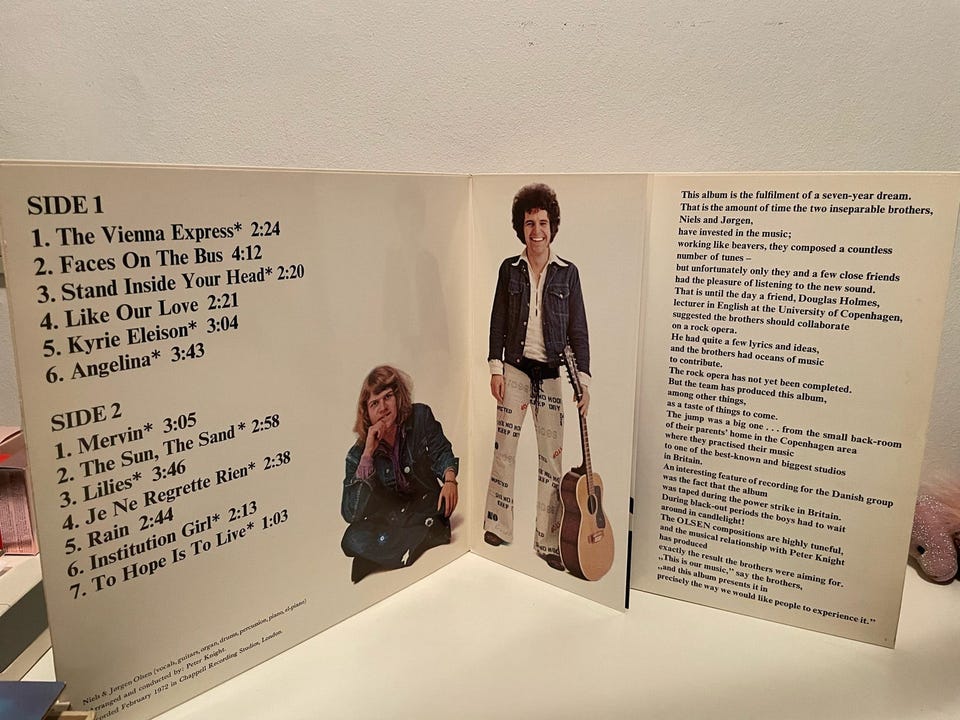 SIDE 1
1. The Vienna Express* 2:24
2. Faces On The Bus 4:12
3. Stand Inside Your Head* 2:20
4. Like Our Love 2:21
5. Kyrie Eleison* 3:04
6. Angelina* 3:43
SIDE 2
1. Mervin* 3:05
2. The Sun, The Sand* 2:58
3. Lilies* 3:46
4. Je Ne Regrette Rien* 2:38
5. Rain 2:44
6. Institution Girl* 2:13
7. To Hope Is To Live* 1:03
Niels & Jørgen Olsen (vocals, guitars, organ, drums, percussion, piano, el-piano)
Arranged and conducted by: Peter Knight.
corded February 1972 in Chappell Recording Studios, London.
This album is the fulfilment of a seven-year dream.
That is the amount of time the two inseparable brothers,
Niels and Jørgen,
have invested in the music;
working like beavers, they composed a countless
number of tunes –
but unfortunately only they and a few close friends
had the pleasure of listening to the new sound.
That is until the day a friend, Douglas Holmes,
lecturer in English at the University of Copenhagen,
suggested the brothers should collaborate
on a rock opera.
He had quite a few lyrics and ideas,
and the brothers had oceans of music
to contribute.
The rock opera has not yet been completed.
But the team has produced this album,
among other things,
as a taste of things to come.
The jump was a big one . . . from the small back-room
of their parents' home in the Copenhagen area
where they practised their music
to one of the best-known and biggest studios
in Britain.
An interesting feature of recording for the Danish group
was the fact that the album
was taped during the power strike in Britain.
During black-out periods the boys had to wait
around in candlelight!
The OLSEN compositions are highly tuneful,
and the musical relationship with Peter Knight
has produced
exactly the result the brothers were aiming for.
„This is our music,” say the brothers,
„and this album presents it in
precisely the way we would like people to experience it.”